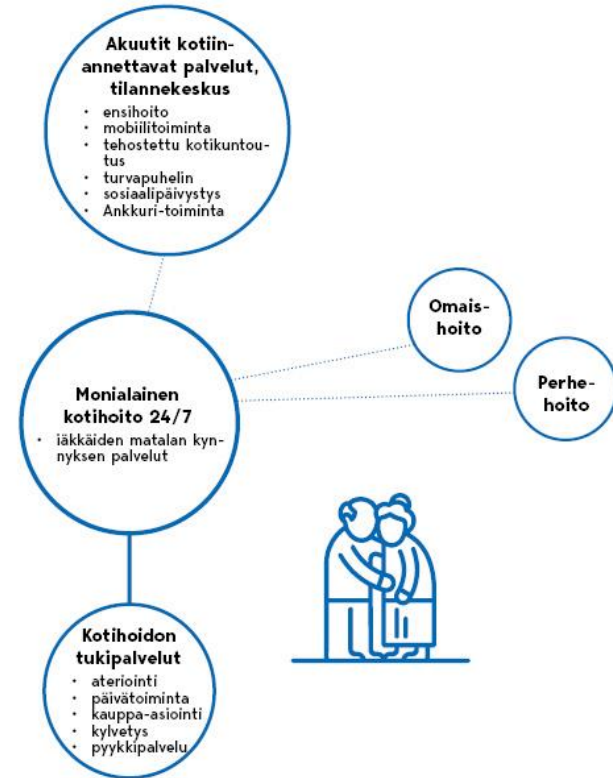 Akuutit kotiin-
annettavat palvelut,
tilannekeskus
• ensihoito
• mobiilitoiminta
• tehostettu kotikuntou-
tus
• turvapuhelin
• sosiaalipäivystys
• Ankkuri-toiminta
Omais-
hoito
Perhe-
hoito
Monialainen
kotihoito 24/7
• iäkkäiden matalan kyn-
nyksen palvelut
Kotihoidon
tukipalvelut
• ateriointi
• päivätoiminta
• kauppa-asiointi
• kylvetys
• pyykkipalvelu